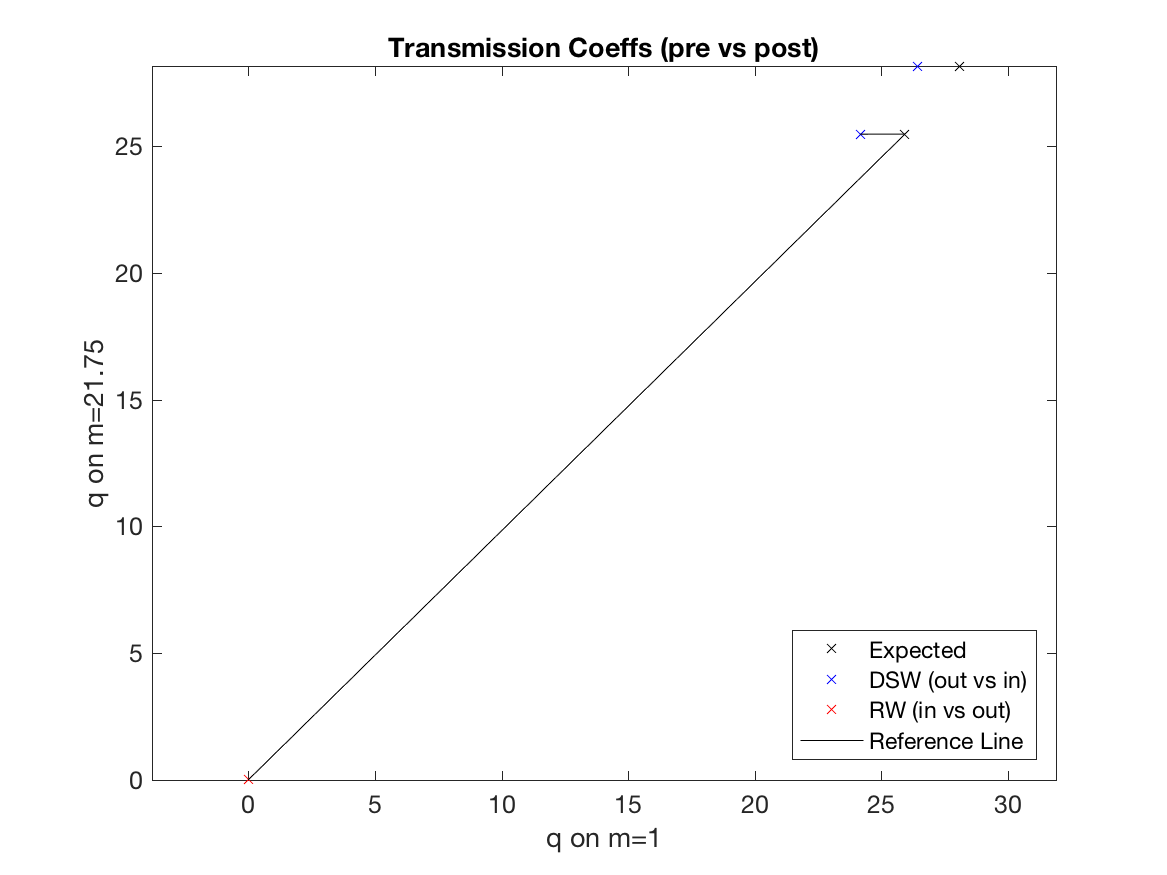 Transmission Coeffs (pre vs post)
25
20
15
10
5
0
q on m=21.75
0 5 10 15 20 25 30
q on m=1
Expected
DSW (out vs in)
RW (in vs out)
Reference Line